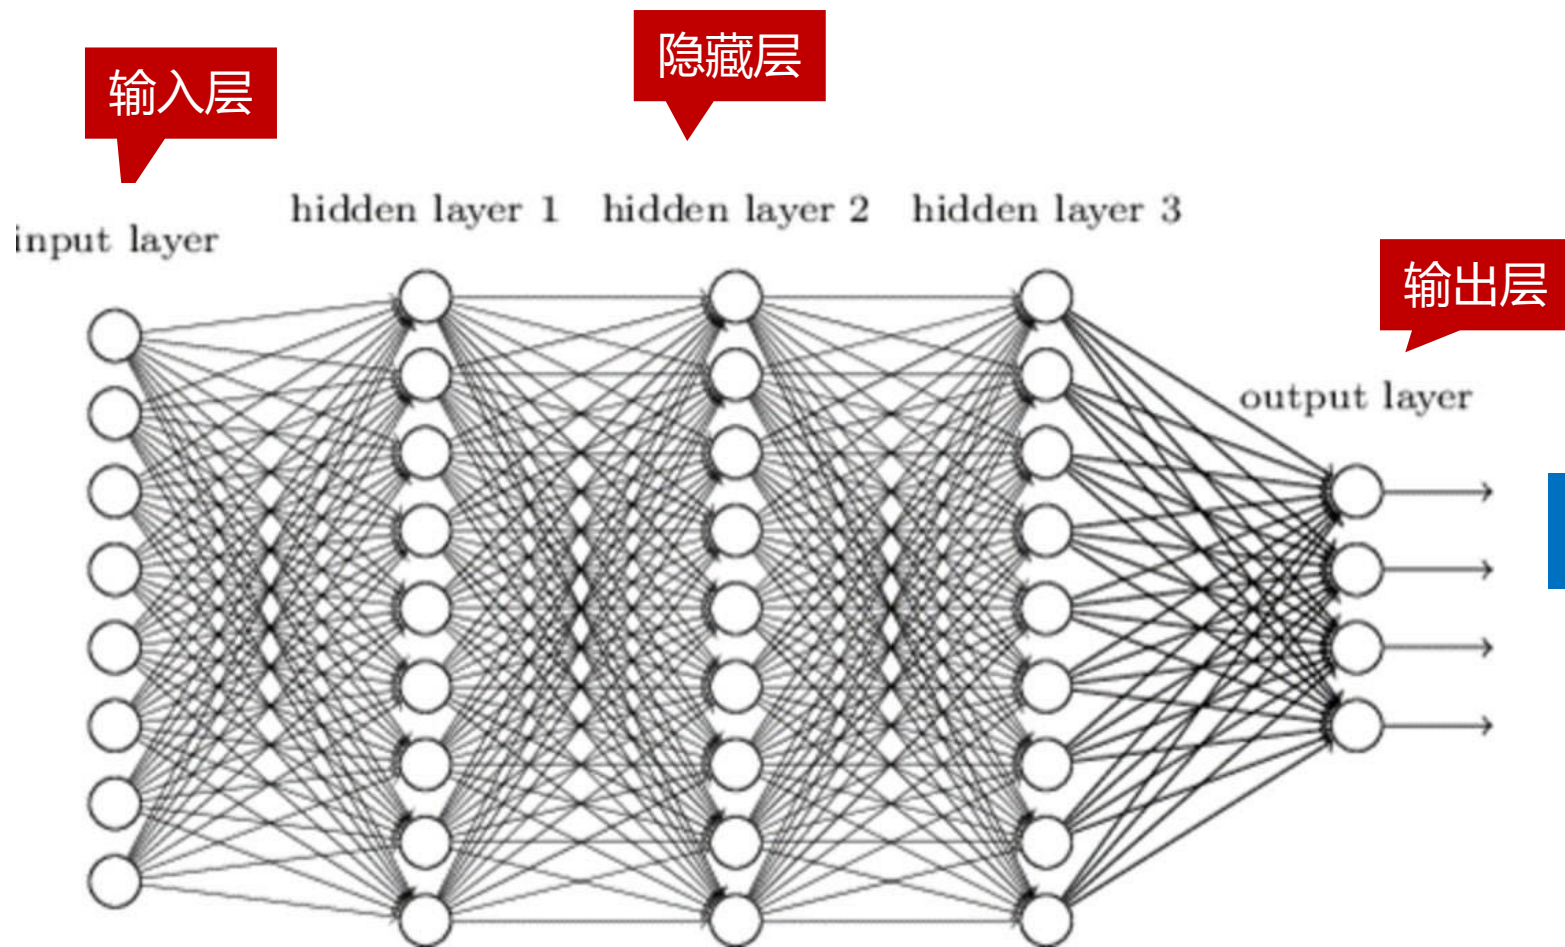 隐藏层
输入层
hidden layer 1 hidden layer 2 hidden layer 3
input layer
输出层
output layer